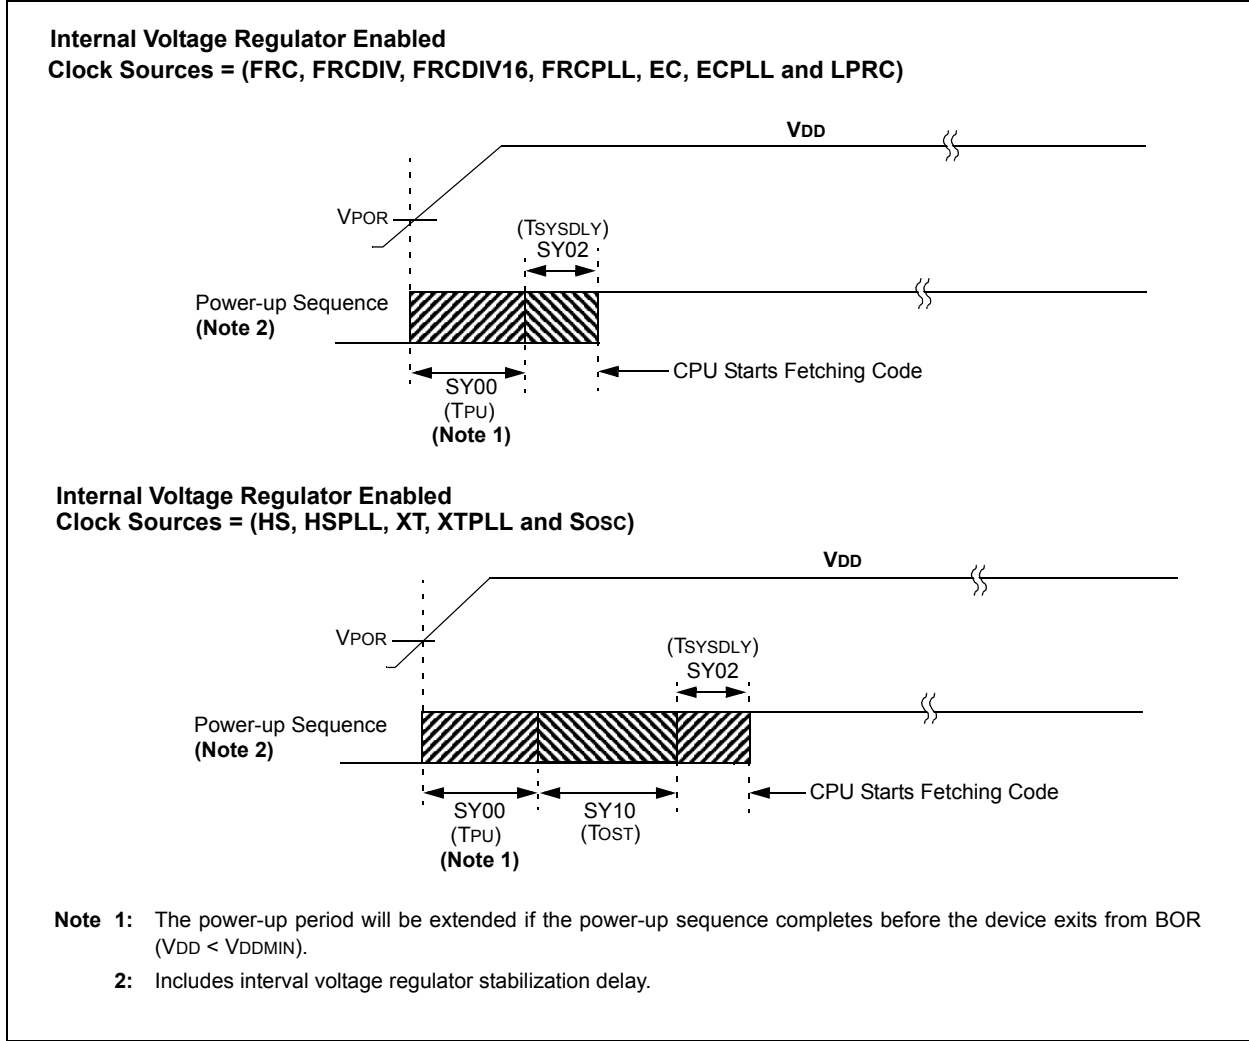 Internal Voltage Regulator Enabled
Clock Sources = (FRC, FRCDIV, FRCDIV16, FRCPLL, EC, ECPLL and LPRC)
VDD
VPOR
(TSYSDLY)
SY02
Power-up Sequence
(Note 2)
CPU Starts Fetching Code
SY00
(TPU)
(Note 1)
Internal Voltage Regulator Enabled
Clock Sources = (HS, HSPLL, XT, XTPLL and SOSC)
VDD
VPOR
(TSYSDLY)
SY02
Power-up Sequence
(Note 2)
CPU Starts Fetching Code
SY00
(TPU)
(Note 1)
SY10
(TOST)
Note 1: The power-up period will be extended if the power-up sequence completes before the device exits from BOR
(VDD < VDDMIN).
2: Includes interval voltage regulator stabilization delay.